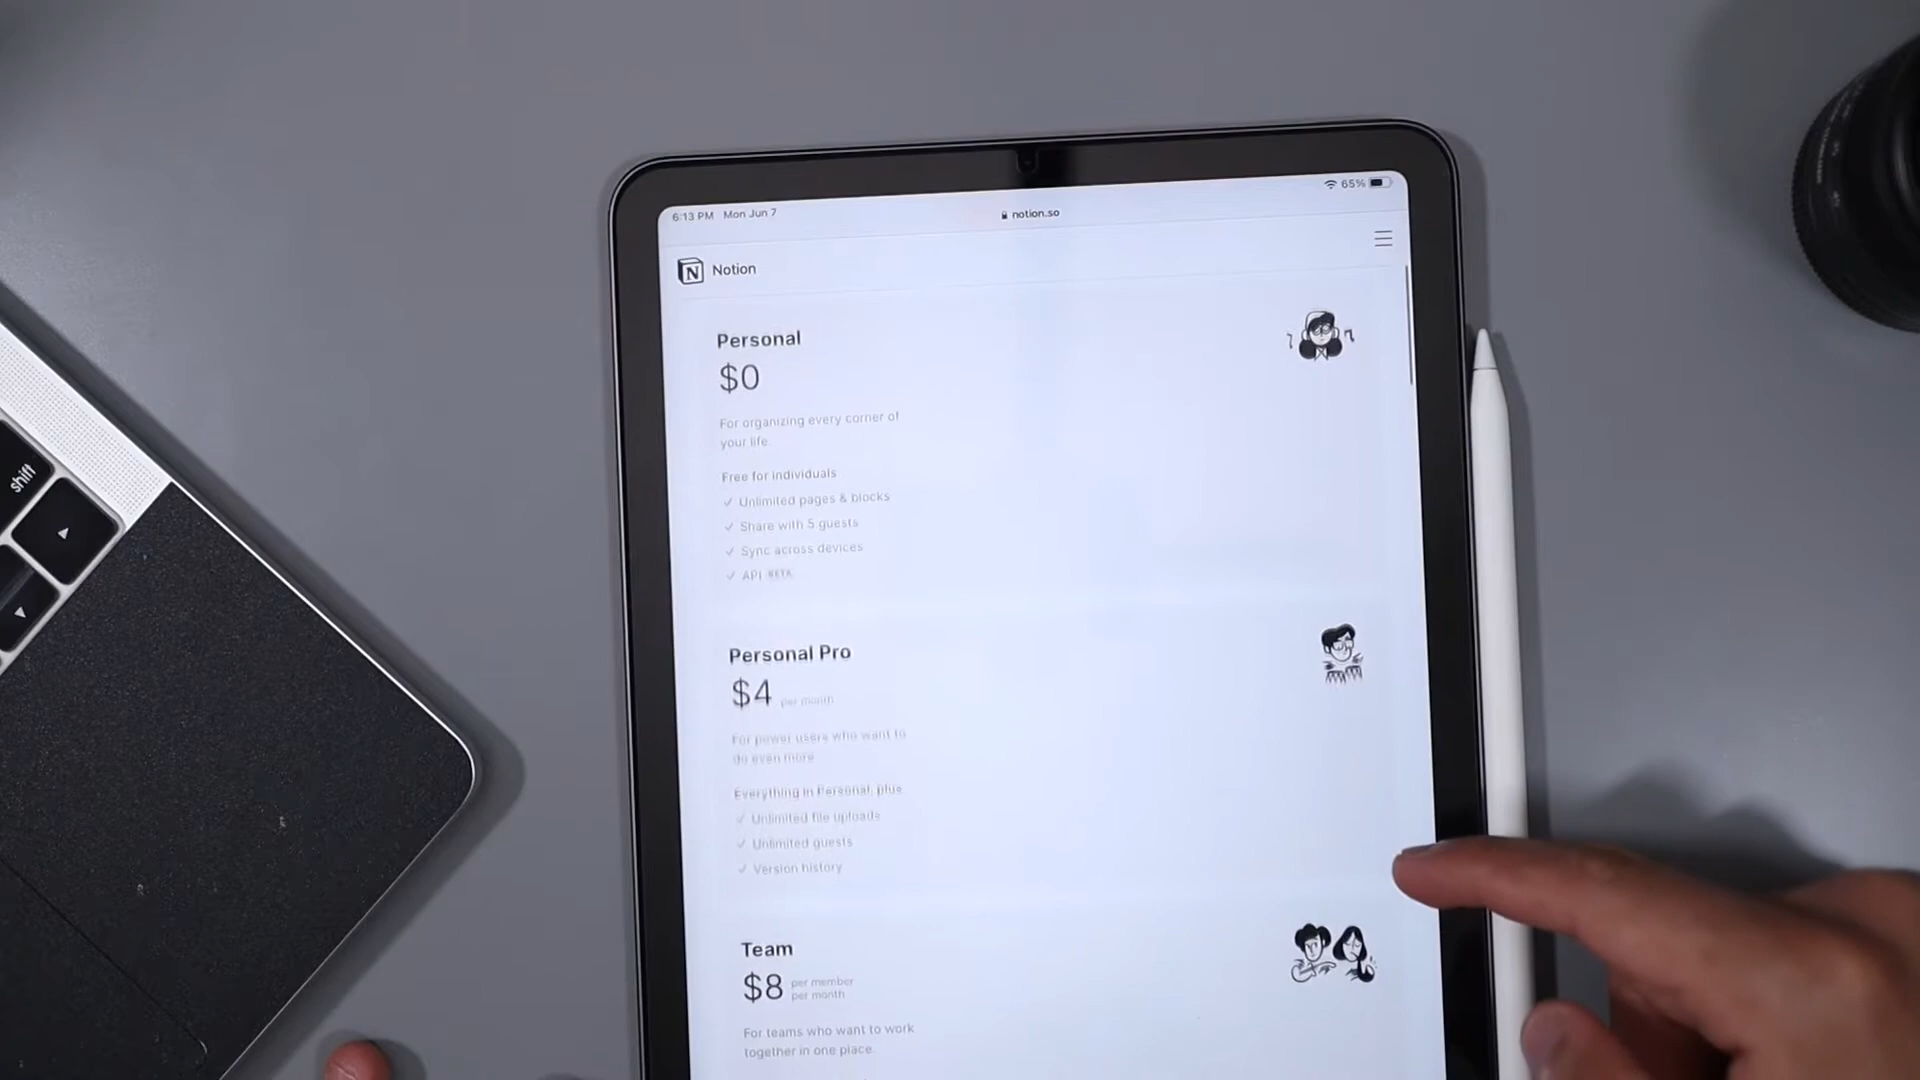 6:13 PM Mon Jun 7
notion.so
65%
N Notion
Personal
$0
For organizing every corner of
your life.
Free for individuals
✓ Unlimited pages & blocks
✓ Share with 5 guests
✓ Sync across devices
✓ API BETA
Personal Pro
$4 per month
For power users who want to
do even more
Everything in Personal, plus
✓ Unlimited file uploads
✓ Unlimited guests
✓ Version history
Team
$8 per member
per month
For teams who want to work
together in one place.
shift